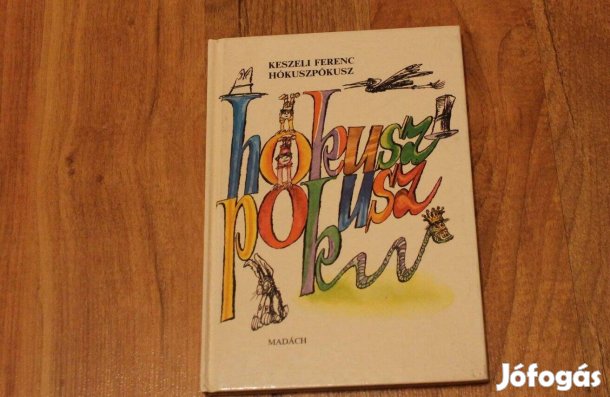 KESZELI FERENC
HÓKUSZPÓKUSZ
hókusz
pókusz
MADÁCH
Jófogás